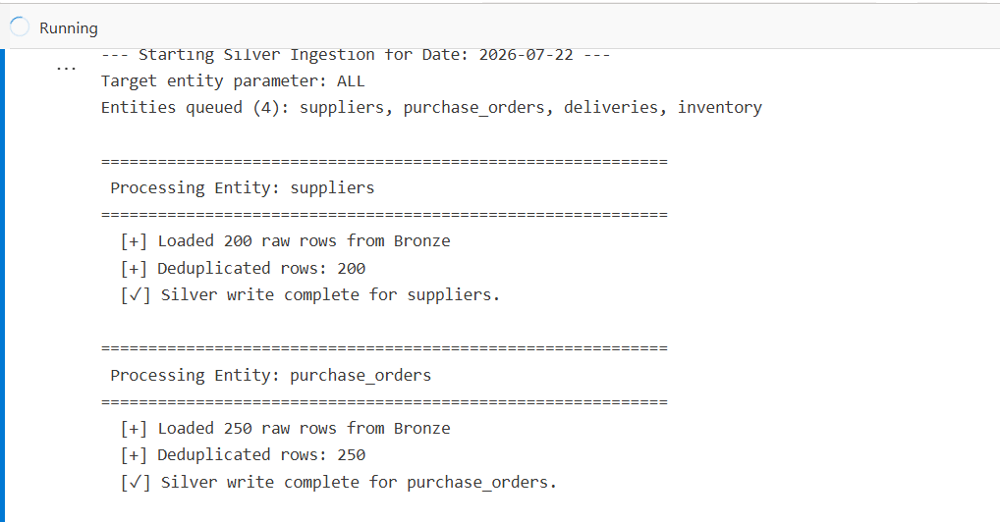 Running
--- Starting Silver Ingestion for Date: 2026-07-22 ---
...
Target entity parameter: ALL
Entities queued (4): suppliers, purchase_orders, deliveries, inventory
============================================================
Processing Entity: suppliers
============================================================
[+] Loaded 200 raw rows from Bronze
[+] Deduplicated rows: 200
[✓] Silver write complete for suppliers.
============================================================
Processing Entity: purchase_orders
============================================================
[+] Loaded 250 raw rows from Bronze
[+] Deduplicated rows: 250
[✓] Silver write complete for purchase_orders.